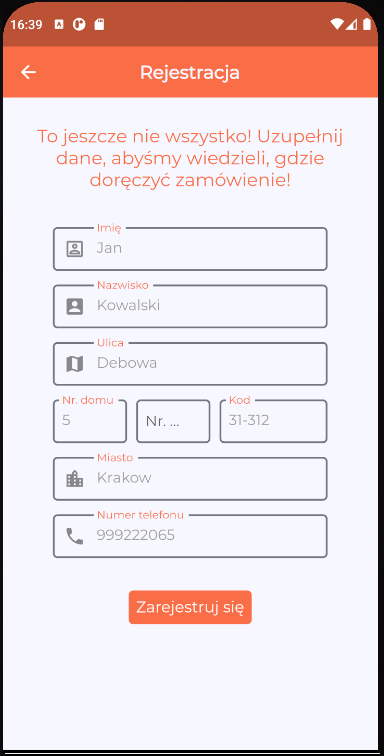 16:39
Rejestracja
To jeszcze nie wszystko! Uzupełnij
dane, abyśmy wiedzieli, gdzie
doręczyć zamówienie!
Imię
Jan
Nazwisko
Kowalski
Ulica
Debowa
Nr. domu
5
Nr. ...
Kod
31-312
Miasto
Krakow
Numer telefonu
999222065
Zarejestruj się